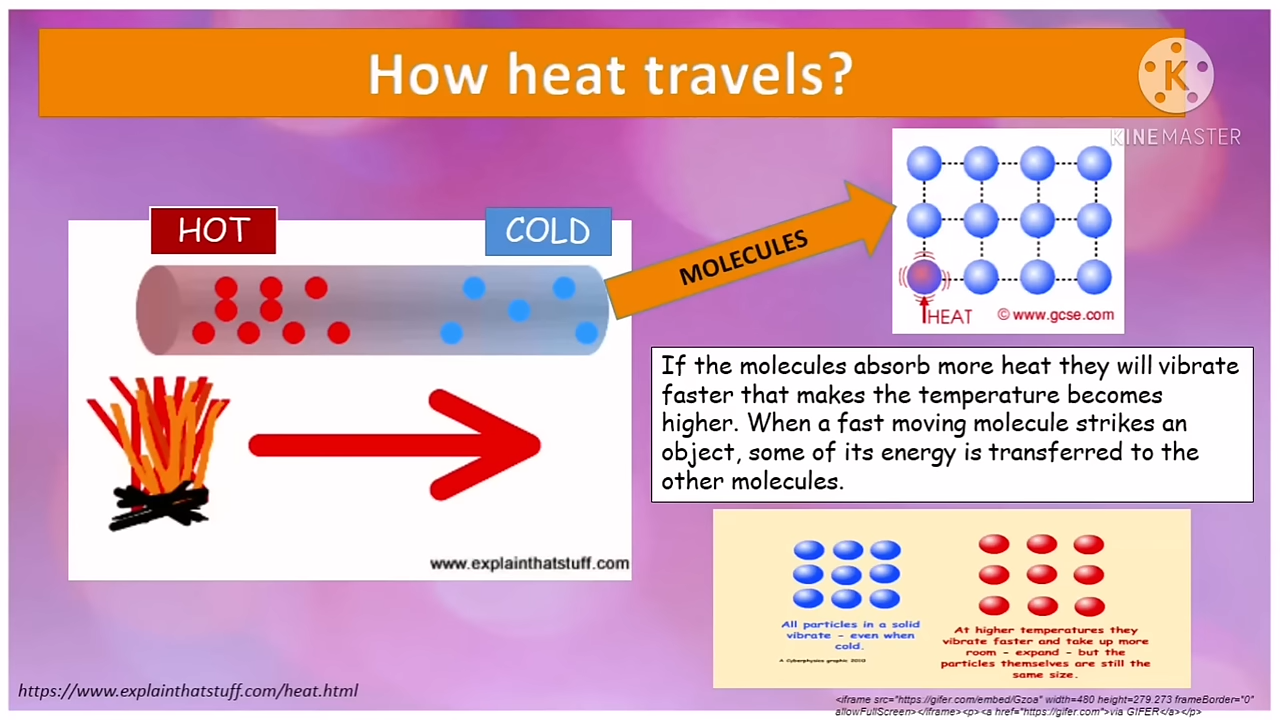 How heat travels?
K
KINEMASTER
HOT
COLD
MOLECULES
HEAT © www.gcse.com
www.explainthatstuff.com
If the molecules absorb more heat they will vibrate
faster that makes the temperature becomes
higher. When a fast moving molecule strikes an
object, some of its energy is transferred to the
other molecules.
All particles in a solid
vibrate - even when
cold.
A Cyberphysics graphic 2010
At higher temperatures they
vibrate faster and take up more
room - expand - but the
particles themselves are still the
same size.
https://www.explainthatstuff.com/heat.html
<iframe src="https://gifer.com/embed/Gzoa" width=480 height=279.273 frameBorder="0"
allowFullScreen></iframe><p><a href="https://gifer.com">via GIFER</a></p>